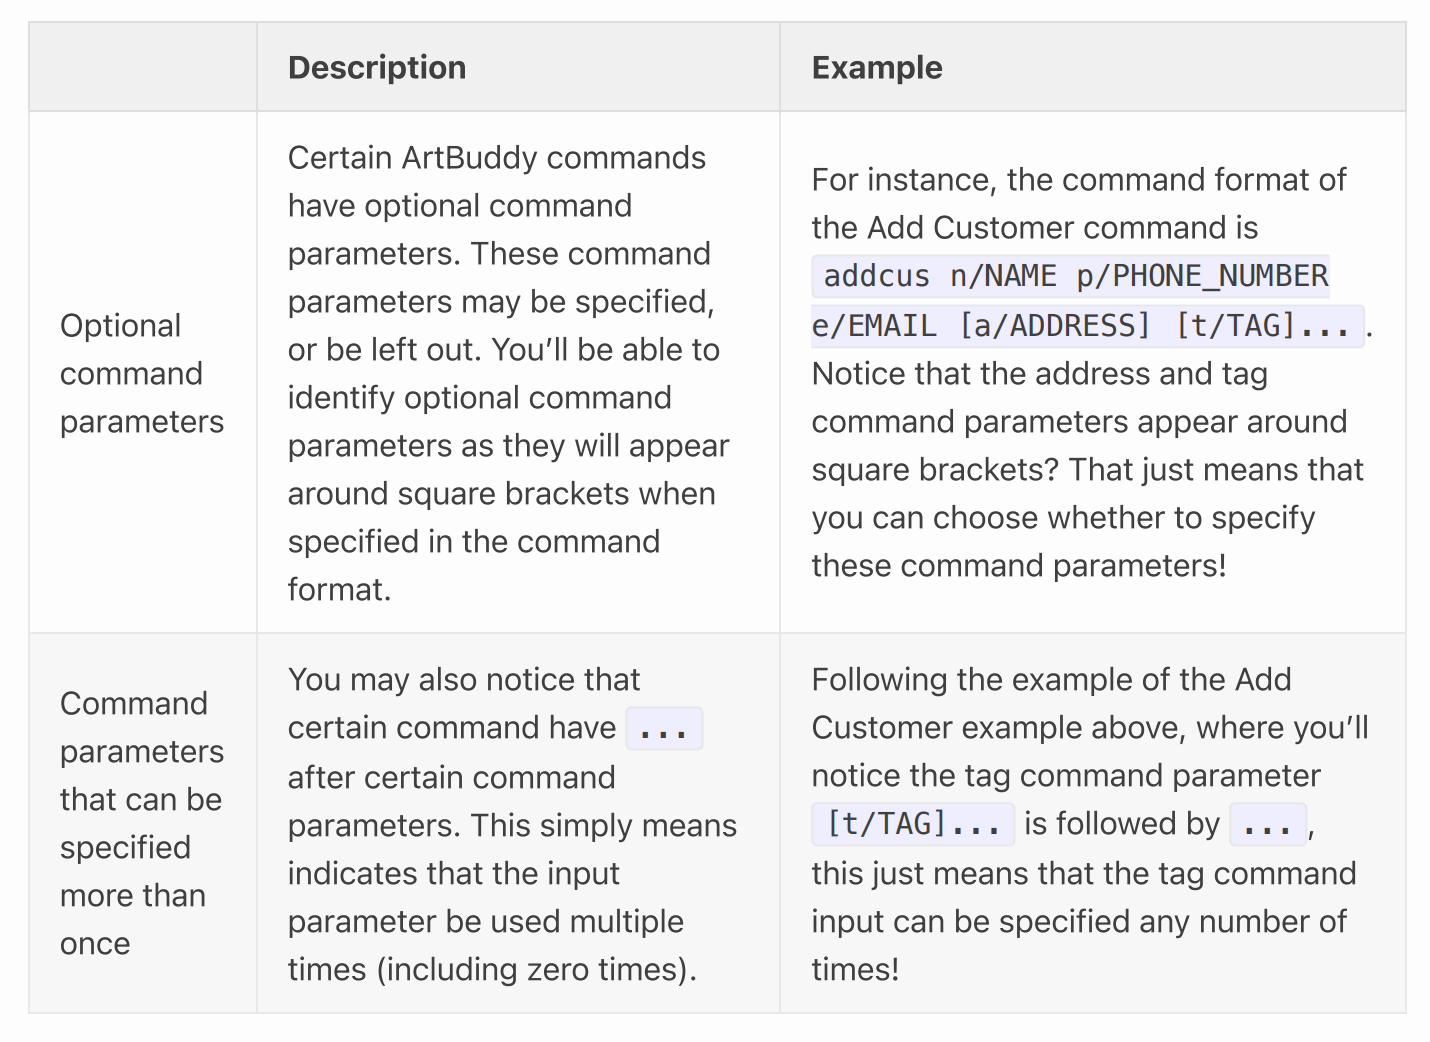 Description
Example
Optional
command
parameters
Certain ArtBuddy commands
have optional command
parameters. These command
parameters may be specified,
or be left out. You’ll be able to
identify optional command
parameters as they will appear
around square brackets when
specified in the command
format.
For instance, the command format of
the Add Customer command is
addcus n/NAME p/PHONE_NUMBER
e/EMAIL [a/ADDRESS] [t/TAG]... .
Notice that the address and tag
command parameters appear around
square brackets? That just means that
you can choose whether to specify
these command parameters!
Command
parameters
that can be
specified
more than
once
You may also notice that
certain command have ...
after certain command
parameters. This simply means
indicates that the input
parameter be used multiple
times (including zero times).
Following the example of the Add
Customer example above, where you’ll
notice the tag command parameter
[t/TAG]... is followed by ... ,
this just means that the tag command
input can be specified any number of
times!